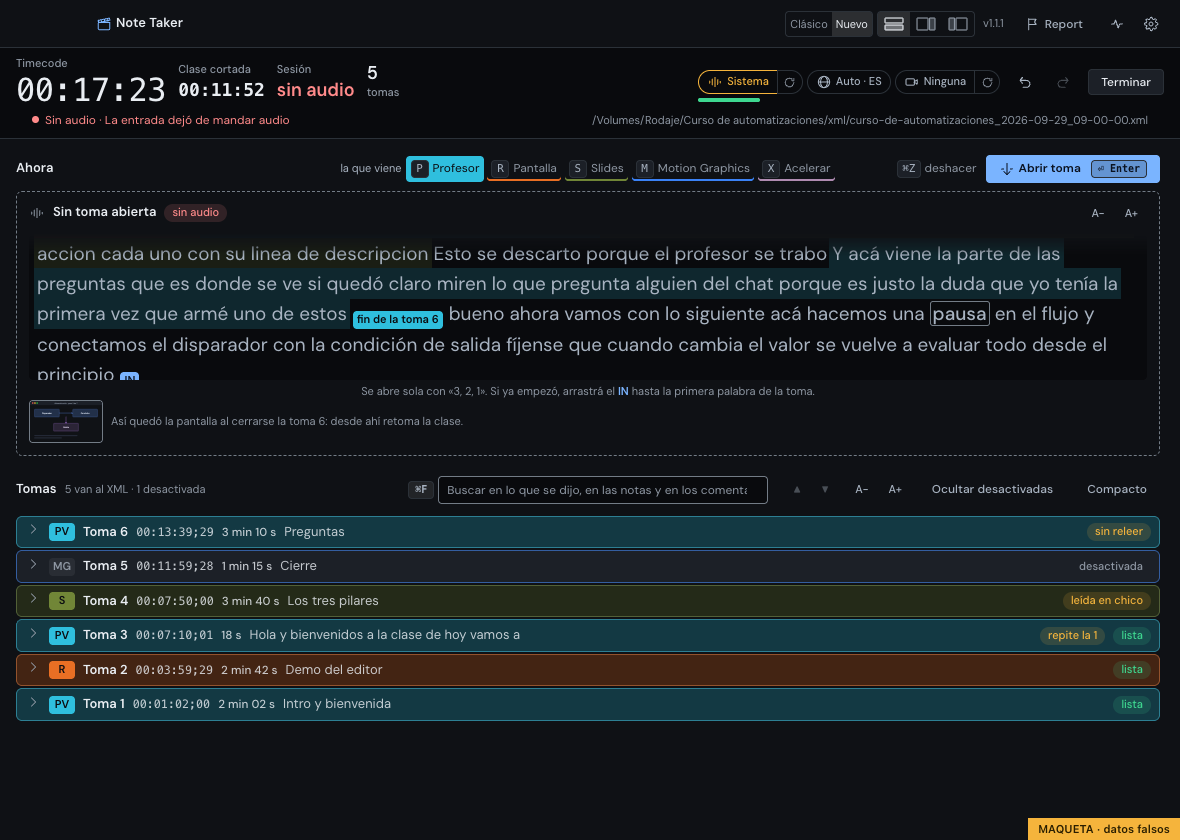 Note Taker
Clásico Nuevo v1.1.1 Report
Timecode
00:17:23
Clase cortada
00:11:52
Sesión
sin audio
5
tomas
Sistema Auto · ES Ninguna Terminar
Sin audio · La entrada dejó de mandar audio
/Volumes/Rodaje/Curso de automatizaciones/xml/curso-de-automatizaciones_2026-09-29_09-00-00.xml
Ahora la que viene P Profesor R Pantalla S Slides M Motion Graphics X Acelerar ⌘Z deshacer Abrir toma ⏎ Enter
Sin toma abierta sin audio A− A+
accion cada uno con su linea de descripcion Esto se descarto porque el profesor se trabo Y acá viene la parte de las
preguntas que es donde se ve si quedó claro miren lo que pregunta alguien del chat porque es justo la duda que yo tenía la
primera vez que armé uno de estos fin de la toma 6 bueno ahora vamos con lo siguiente acá hacemos una pausa en el flujo y
conectamos el disparador con la condición de salida fíjense que cuando cambia el valor se vuelve a evaluar todo desde el
principio IN
Se abre sola con «3, 2, 1». Si ya empezó, arrastrá el IN hasta la primera palabra de la toma.
Así quedó la pantalla al cerrarse la toma 6: desde ahí retoma la clase.
Tomas 5 van al XML · 1 desactivada ⌘F Buscar en lo que se dijo, en las notas y en los comenta A− A+ Ocultar desactivadas Compacto
PV Toma 6 00:13:39;29 3 min 10 s Preguntas sin releer
MG Toma 5 00:11:59;28 1 min 15 s Cierre desactivada
S Toma 4 00:07:50;00 3 min 40 s Los tres pilares leída en chico
PV Toma 3 00:07:10;01 18 s Hola y bienvenidos a la clase de hoy vamos a repite la 1 lista
R Toma 2 00:03:59;29 2 min 42 s Demo del editor lista
PV Toma 1 00:01:02;00 2 min 02 s Intro y bienvenida lista
MAQUETA · datos falsos